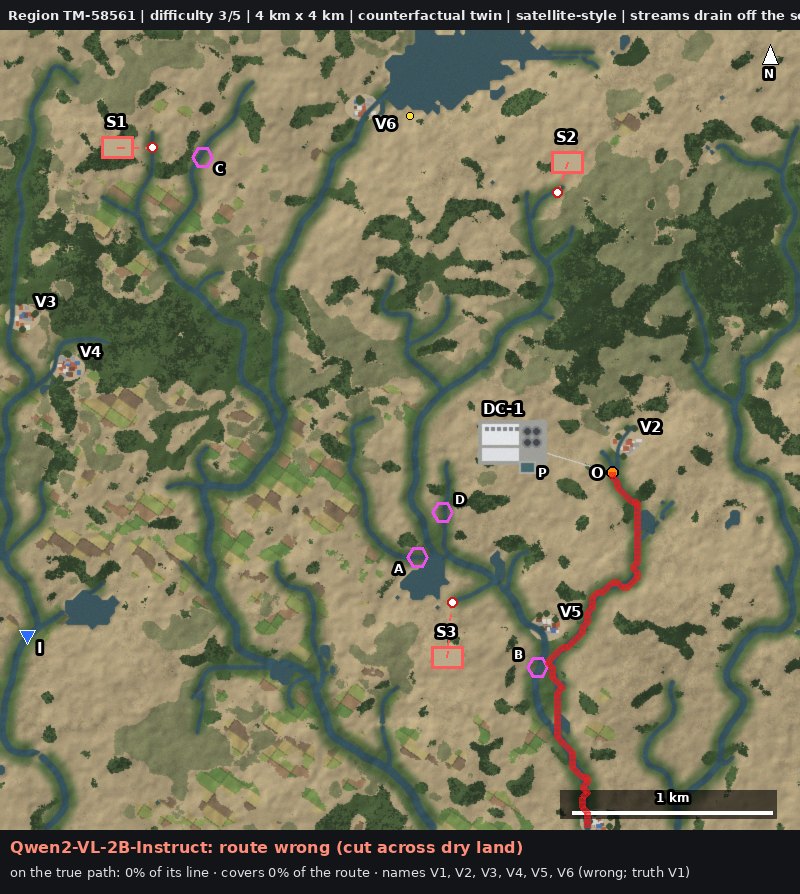 Region TM-58561 | difficulty 3/5 | 4 km x 4 km | counterfactual twin | satellite-style | streams drain off the
N
S1
V6
C
S2
V3
V4
DC-1
V2
P
O
D
A
V5
S3
I
B
1 km
Qwen2-VL-2B-Instruct: route wrong (cut across dry land)
on the true path: 0% of its line · covers 0% of the route · names V1, V2, V3, V4, V5, V6 (wrong; truth V1)